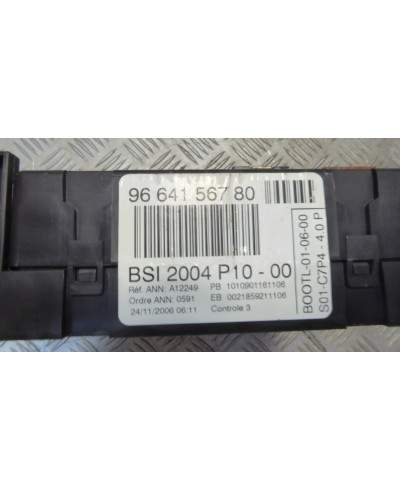 96 641 567 80
BSI 2004 P10 - 00
Réf. ANN: A12249 PB 1010901161106
Ordre ANN: 0591 EB 0021859211106
24/11/2006 06:11 Controle 3
BOOTL-01-06-00
S01-C7P4 - 4.0 P